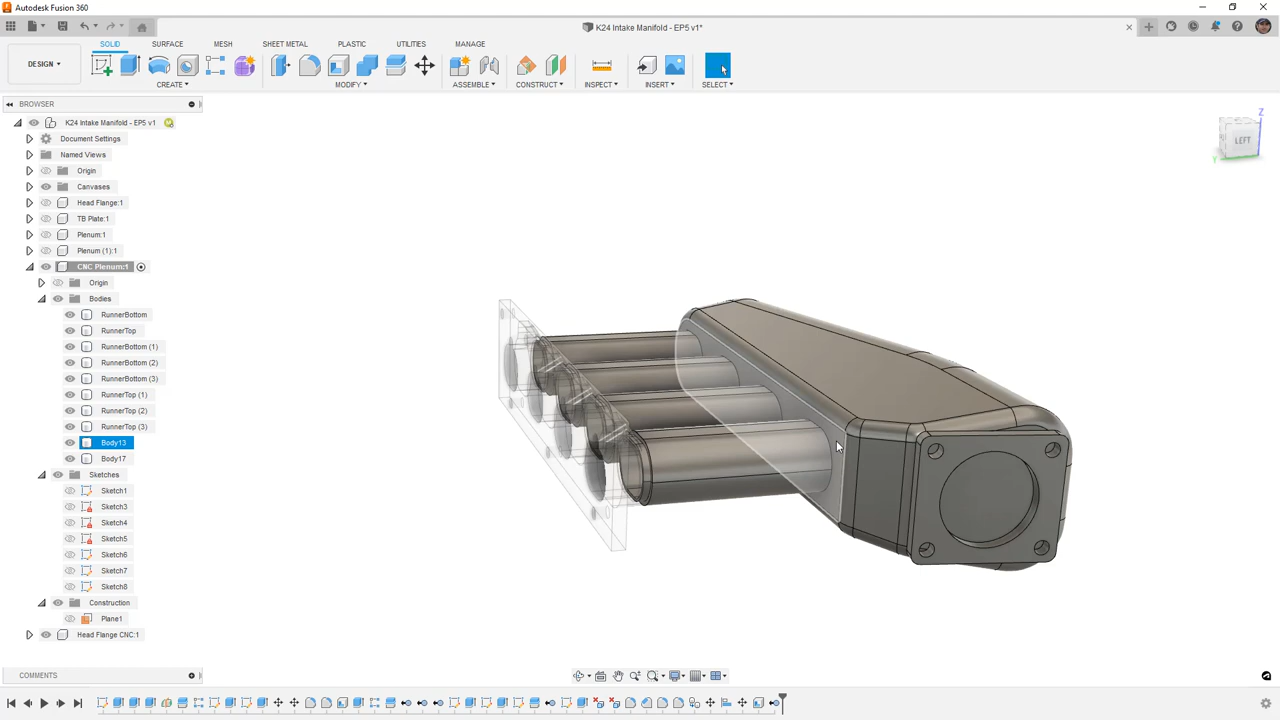 Autodesk Fusion 360
K24 Intake Manifold - EP5 v1*
SOLID SURFACE MESH SHEET METAL PLASTIC UTILITIES MANAGE
DESIGN
CREATE MODIFY ASSEMBLE CONSTRUCT INSPECT INSERT SELECT
BROWSER
K24 Intake Manifold - EP5 v1
Document Settings
Named Views
Origin
Canvases
Head Flange:1
TB Plate:1
Plenum:1
Plenum (1):1
CNC Plenum:1
Origin
Bodies
RunnerBottom
RunnerTop
RunnerBottom (1)
RunnerBottom (2)
RunnerBottom (3)
RunnerTop (1)
RunnerTop (2)
RunnerTop (3)
Body13
Body17
Sketches
Sketch1
Sketch3
Sketch4
Sketch5
Sketch6
Sketch7
Sketch8
Construction
Plane1
Head Flange CNC:1
COMMENTS
Z
LEFT
Y